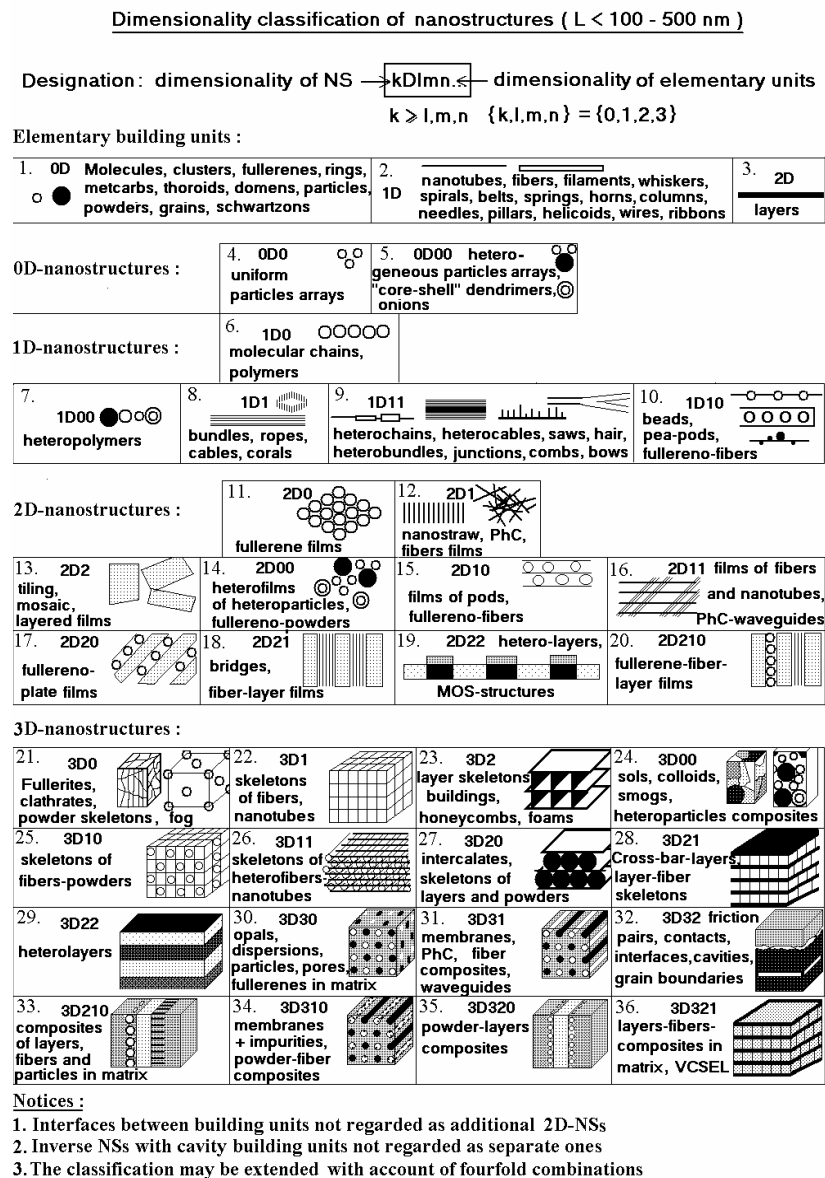 Dimensionality classification of nanostructures ( L < 100 - 500 nm )
Designation: dimensionality of NS → kDlmn.. ← dimensionality of elementary units
k ⩾ l,m,n {k,l,m,n} = {0,1,2,3}
Elementary building units :
1. 0D Molecules, clusters, fullerenes, rings,
metcarbs, thoroids, domens, particles,
powders, grains, schwartzons
2. 1D nanotubes, fibers, filaments, whiskers,
spirals, belts, springs, horns, columns,
needles, pillars, helicoids, wires, ribbons
3. 2D
layers
0D-nanostructures :
4. 0D0
uniform
particles arrays
5. 0D00 hetero-
geneous particles arrays,
"core-shell" dendrimers,
onions
1D-nanostructures :
6. 1D0
molecular chains,
polymers
7.
1D00
heteropolymers
8. 1D1
bundles, ropes,
cables, corals
9. 1D11
heterochains, heterocables, saws, hair,
heterobundles, junctions, combs, bows
10. 1D10
beads,
pea-pods,
fullereno-fibers
2D-nanostructures :
11. 2D0
fullerene films
12. 2D1
nanostraw, PhC,
fibers films
13. 2D2
tiling,
mosaic,
layered films
14. 2D00
heterofilms
of heteroparticles,
fullereno-powders
15. 2D10
films of pods,
fullereno-fibers
16. 2D11 films of fibers
and nanotubes,
PhC-waveguides
17. 2D20
fullereno-
plate films
18. 2D21
bridges,
fiber-layer films
19. 2D22 hetero-layers,
MOS-structures
20. 2D210
fullerene-fiber-
layer films
3D-nanostructures :
21. 3D0
Fullerites,
clathrates,
powder skeletons , fog
22. 3D1
skeletons
of fibers,
nanotubes
23. 3D2
layer skeletons
buildings,
honeycombs, foams
24. 3D00
sols, colloids,
smogs,
heteroparticles composites
25. 3D10
skeletons of
fibers-powders
26. 3D11
skeletons of
heterofibers-
nanotubes
27. 3D20
intercalates,
skeletons of
layers and powders
28. 3D21
Cross-bar-layers,
layer-fiber
skeletons
29. 3D22
heterolayers
30. 3D30
opals,
dispersions,
particles, pores,
fullerenes in matrix
31. 3D31
membranes,
PhC, fiber
composites,
waveguides
32. 3D32 friction
pairs, contacts,
interfaces,cavities,
grain boundaries
33. 3D210
composites
of layers,
fibers and
particles in matrix
34. 3D310
membranes
+ impurities,
powder-fiber
composites
35. 3D320
powder-layers
composites
36. 3D321
layers-fibers-
composites in
matrix, VCSEL
Notices :
1. Interfaces between building units not regarded as additional 2D-NSs
2. Inverse NSs with cavity building units not regarded as separate ones
3. The classification may be extended with account of fourfold combinations